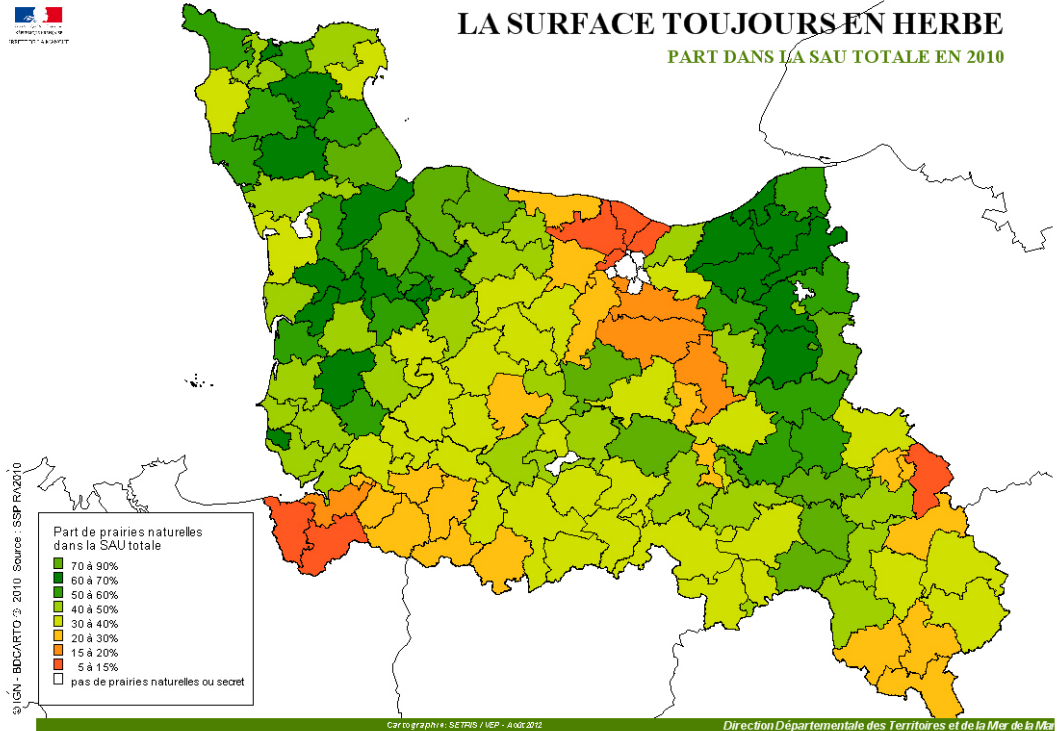 LA SURFACE TOUJOURS EN HERBE
PART DANS LA SAU TOTALE EN 2010
Part de prairies naturelles
dans la SAU totale
70 à 90%
60 à 70%
50 à 60%
40 à 50%
30 à 40%
20 à 30%
15 à 20%
5 à 15%
pas de prairies naturelles ou secret
2010 Source : SSP RA2010
Cartographie: SETRIS / VEP - Août 2012
Direction Départementale des Territoires et de la Mer de la Man